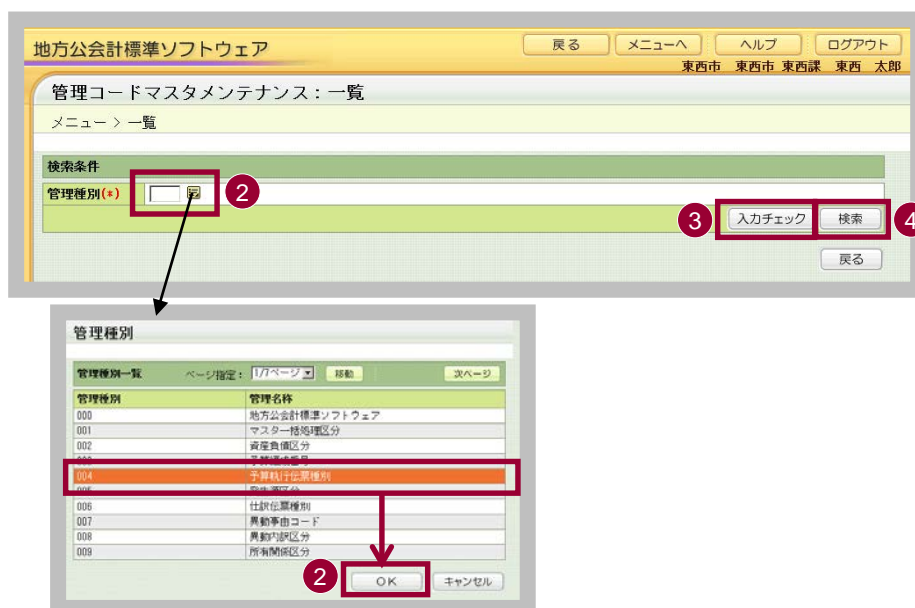 地方公会計標準ソフトウェア
戻る メニューへ ヘルプ ログアウト
東西市 東西市 東西課 東西 太郎
管理コードマスタメンテナンス：一覧
メニュー > 一覧
検索条件
管理種別(*) 2
3 入力チェック 検索 4
戻る
管理種別
管理種別一覧 ページ指定： 1/7ページ 移動 次ページ
管理種別 管理名称
000 地方公会計標準ソフトウェア
001 マスター括処理区分
002 資産負債区分
004 予算執行伝票種別
006 仕訳伝票種別
007 異動事由コード
008 異動内訳区分
009 所有関係区分
2 OK キャンセル